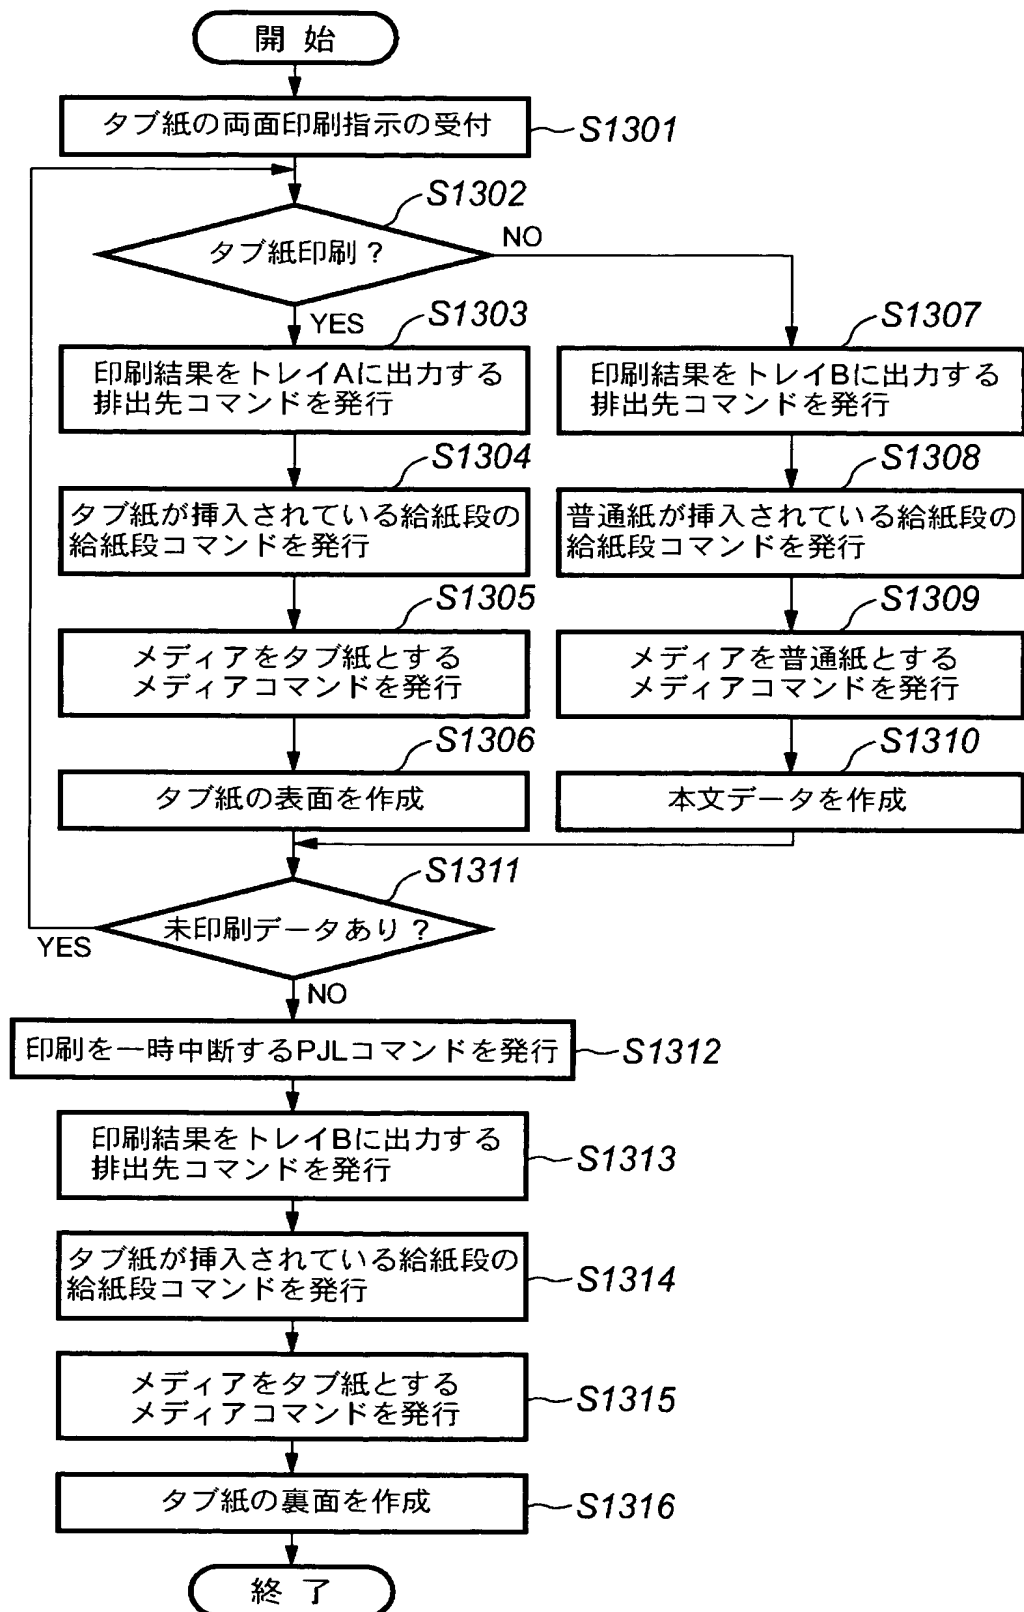 開始
タブ紙の両面印刷指示の受付
S1301
S1302
タブ紙印刷？
NO
YES
S1303
印刷結果をトレイAに出力する
排出先コマンドを発行
S1304
タブ紙が挿入されている給紙段の
給紙段コマンドを発行
S1305
メディアをタブ紙とする
メディアコマンドを発行
S1306
タブ紙の表面を作成
S1307
印刷結果をトレイBに出力する
排出先コマンドを発行
S1308
普通紙が挿入されている給紙段の
給紙段コマンドを発行
S1309
メディアを普通紙とする
メディアコマンドを発行
S1310
本文データを作成
S1311
未印刷データあり？
YES
NO
印刷を一時中断するPJLコマンドを発行
S1312
印刷結果をトレイBに出力する
排出先コマンドを発行
S1313
タブ紙が挿入されている給紙段の
給紙段コマンドを発行
S1314
メディアをタブ紙とする
メディアコマンドを発行
S1315
タブ紙の裏面を作成
S1316
終了